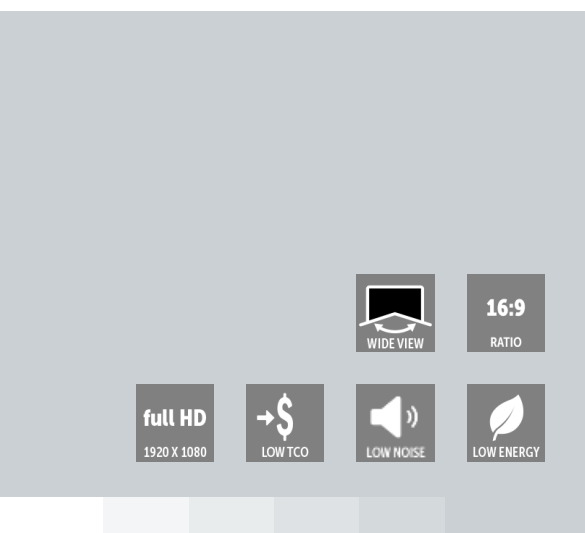 WIDE VIEW
16:9
RATIO
full HD
1920 X 1080
$
LOW TCO
LOW NOISE
LOW ENERGY